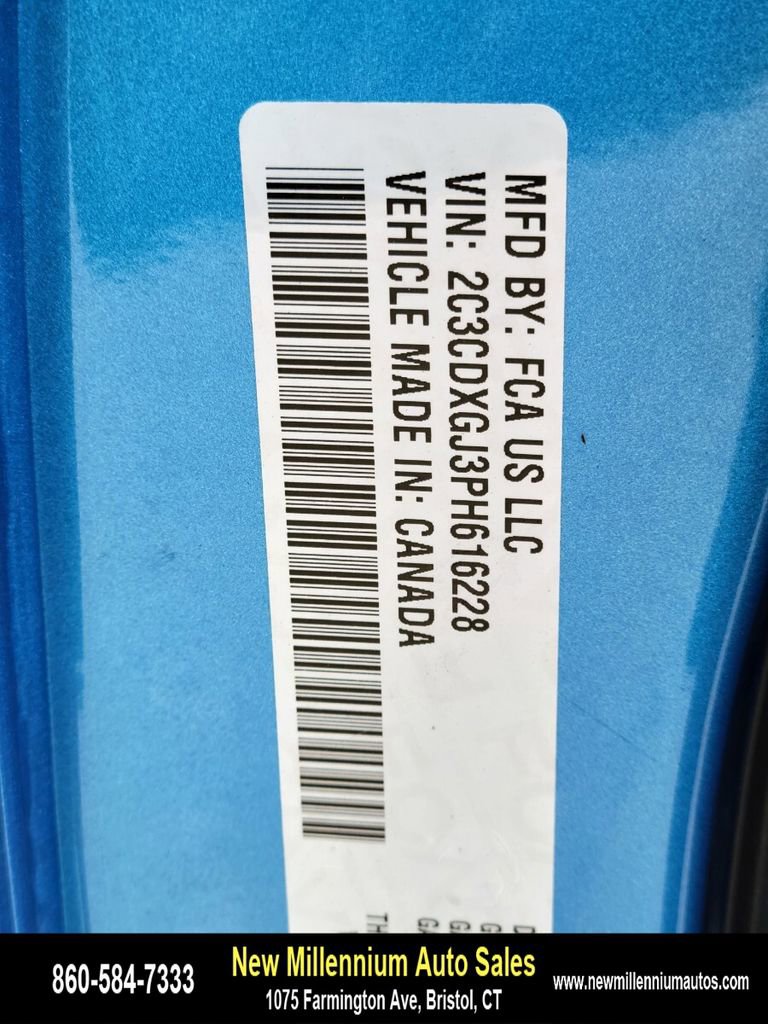 MFD BY: FCA US LLC
VIN: 2C3CDXGJ3PH616228
VEHICLE MADE IN: CANADA
860-584-7333
New Millennium Auto Sales
1075 Farmington Ave, Bristol, CT
www.newmillenniumautos.com